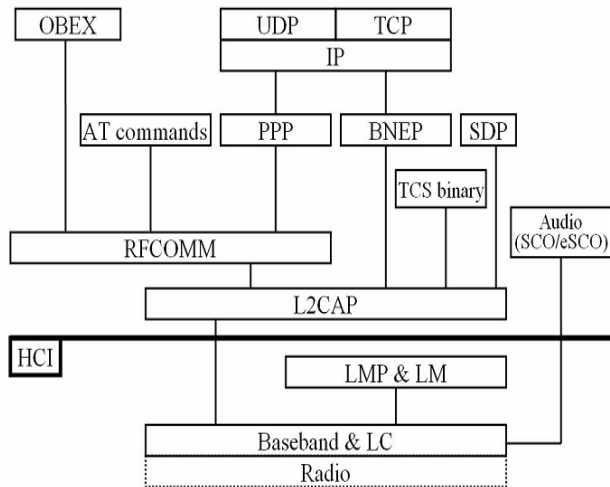 OBEX
UDP
TCP
IP
AT commands
PPP
BNEP
SDP
TCS binary
Audio
(SCO/eSCO)
RFCOMM
L2CAP
HCI
LMP & LM
Baseband & LC
Radio